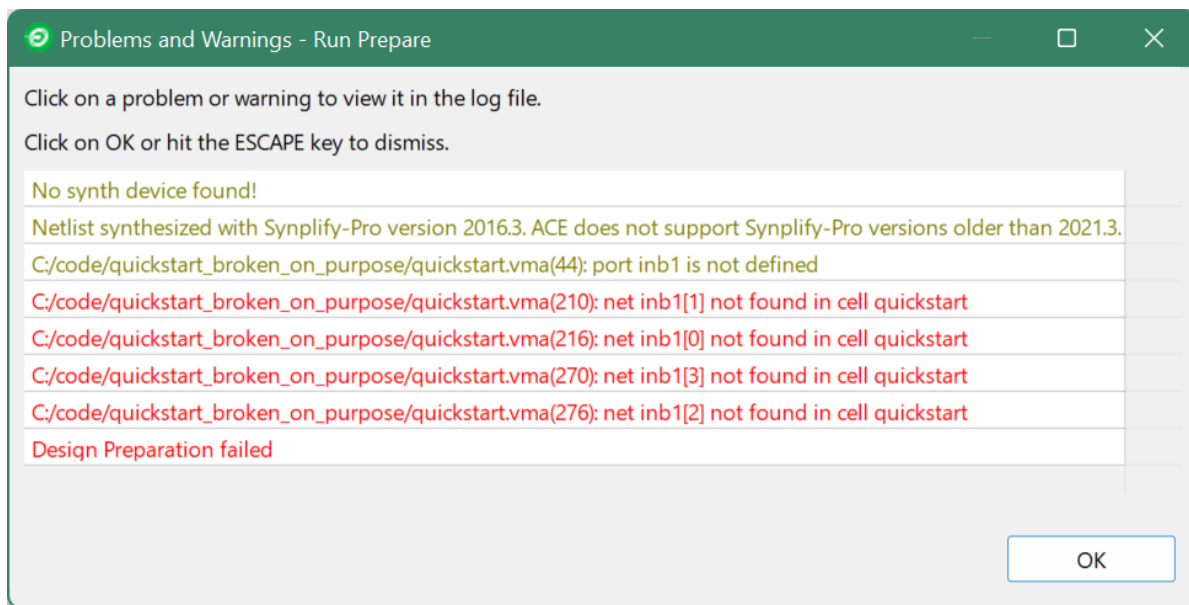 Problems and Warnings - Run Prepare
Click on a problem or warning to view it in the log file.
Click on OK or hit the ESCAPE key to dismiss.
No synth device found!
Netlist synthesized with Synplify-Pro version 2016.3. ACE does not support Synplify-Pro versions older than 2021.3.
C:/code/quickstart_broken_on_purpose/quickstart.vma(44): port inb1 is not defined
C:/code/quickstart_broken_on_purpose/quickstart.vma(210): net inb1[1] not found in cell quickstart
C:/code/quickstart_broken_on_purpose/quickstart.vma(216): net inb1[0] not found in cell quickstart
C:/code/quickstart_broken_on_purpose/quickstart.vma(270): net inb1[3] not found in cell quickstart
C:/code/quickstart_broken_on_purpose/quickstart.vma(276): net inb1[2] not found in cell quickstart
Design Preparation failed
OK